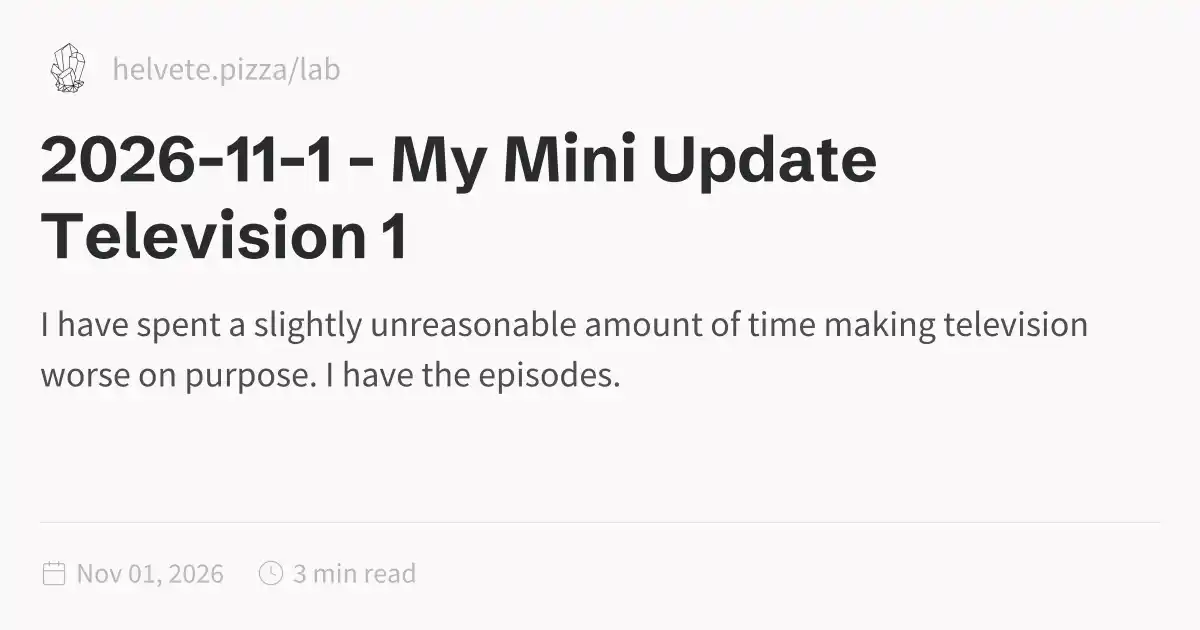 helvete.pizza/lab
2026-11-1 - My Mini Update
Television 1
I have spent a slightly unreasonable amount of time making television
worse on purpose. I have the episodes.
Nov 01, 2026 3 min read